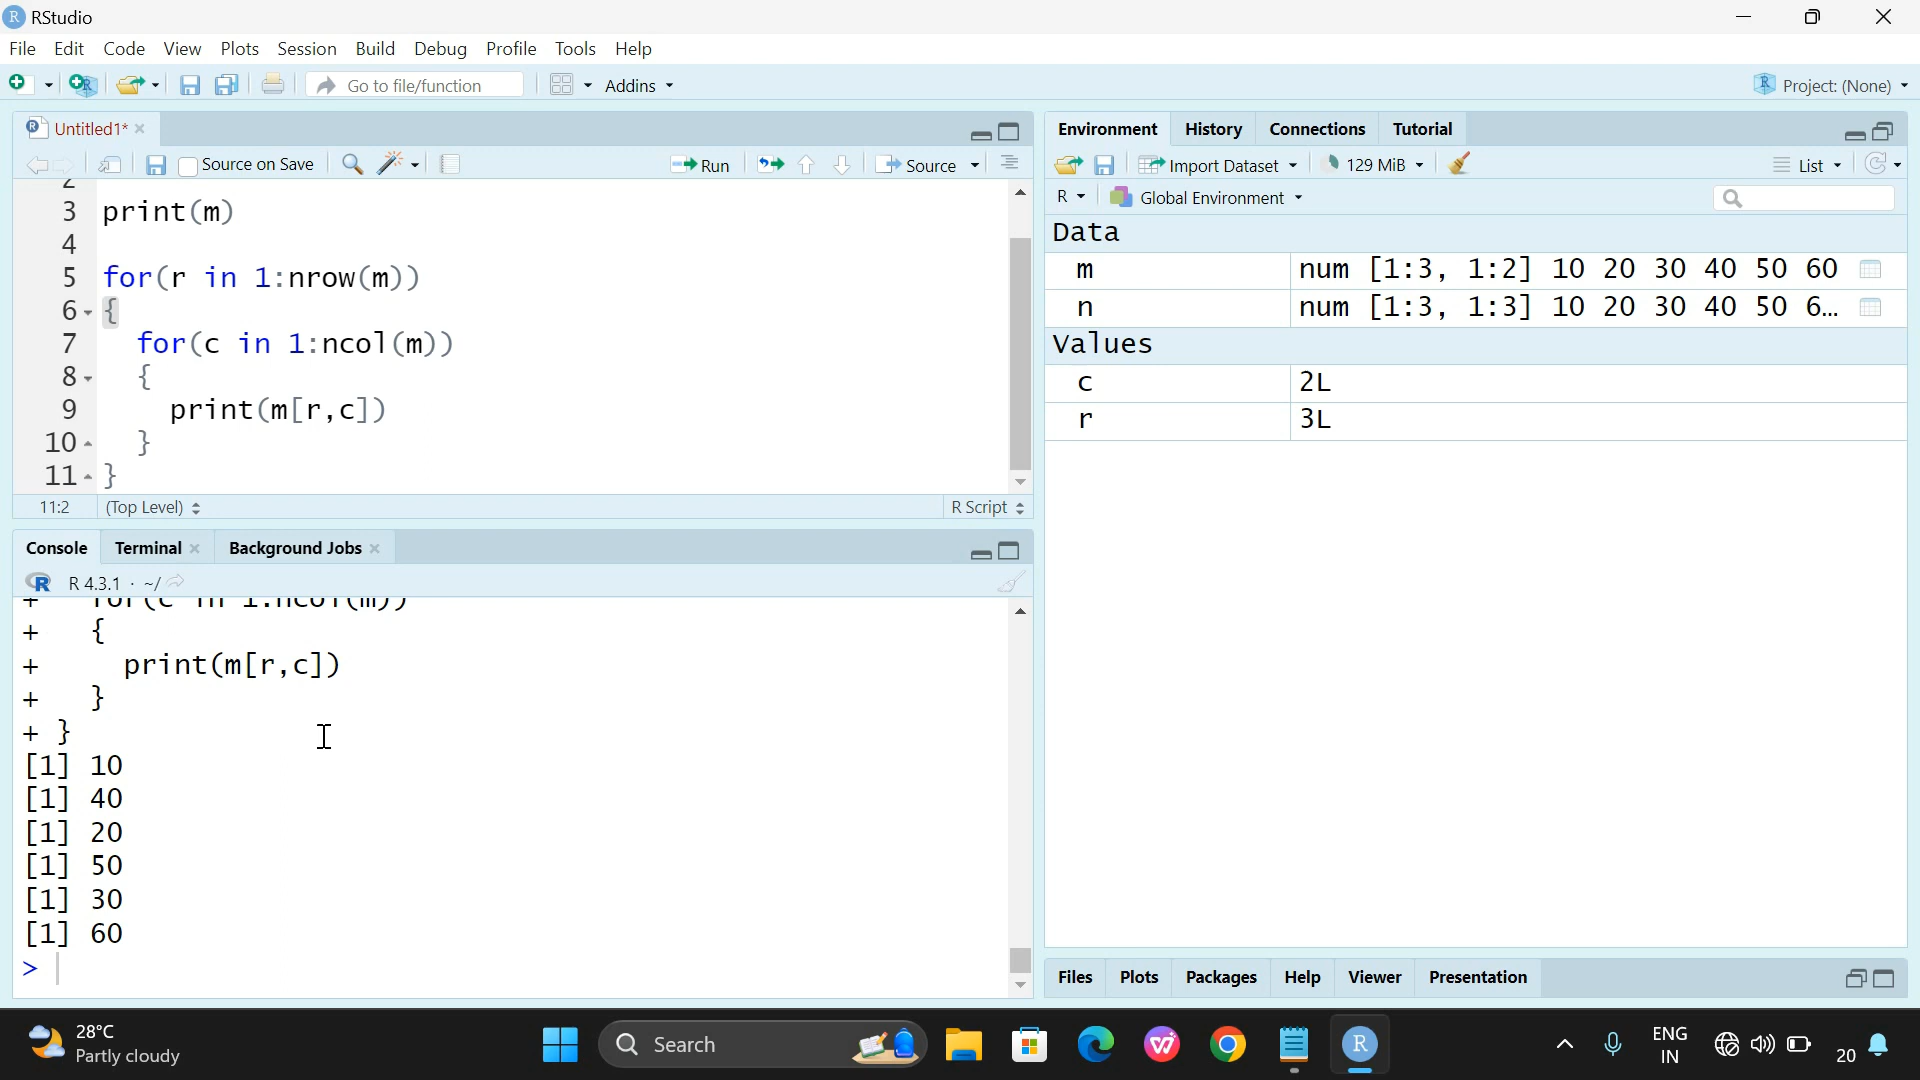 RStudio
File Edit Code View Plots Session Build Debug Profile Tools Help
Go to file/function Addins Project: (None)
Untitled1*
Source on Save Run Source
2
3 print(m)
4
5 for(r in 1:nrow(m))
6 {
7 for(c in 1:ncol(m))
8 {
9 print(m[r,c])
10 }
11 }
11:2 (Top Level) R Script
Console Terminal Background Jobs
R 4.3.1 · ~/
+ for(c in 1:ncol(m))
+ {
+ print(m[r,c])
+ }
+ }
[1] 10
[1] 40
[1] 20
[1] 50
[1] 30
[1] 60
>
Environment History Connections Tutorial
Import Dataset 129 MiB List
R Global Environment
Data
m num [1:3, 1:2] 10 20 30 40 50 60
n num [1:3, 1:3] 10 20 30 40 50 6…
Values
c 2L
r 3L
Files Plots Packages Help Viewer Presentation
28°C
Partly cloudy
Search
ENG
IN
20